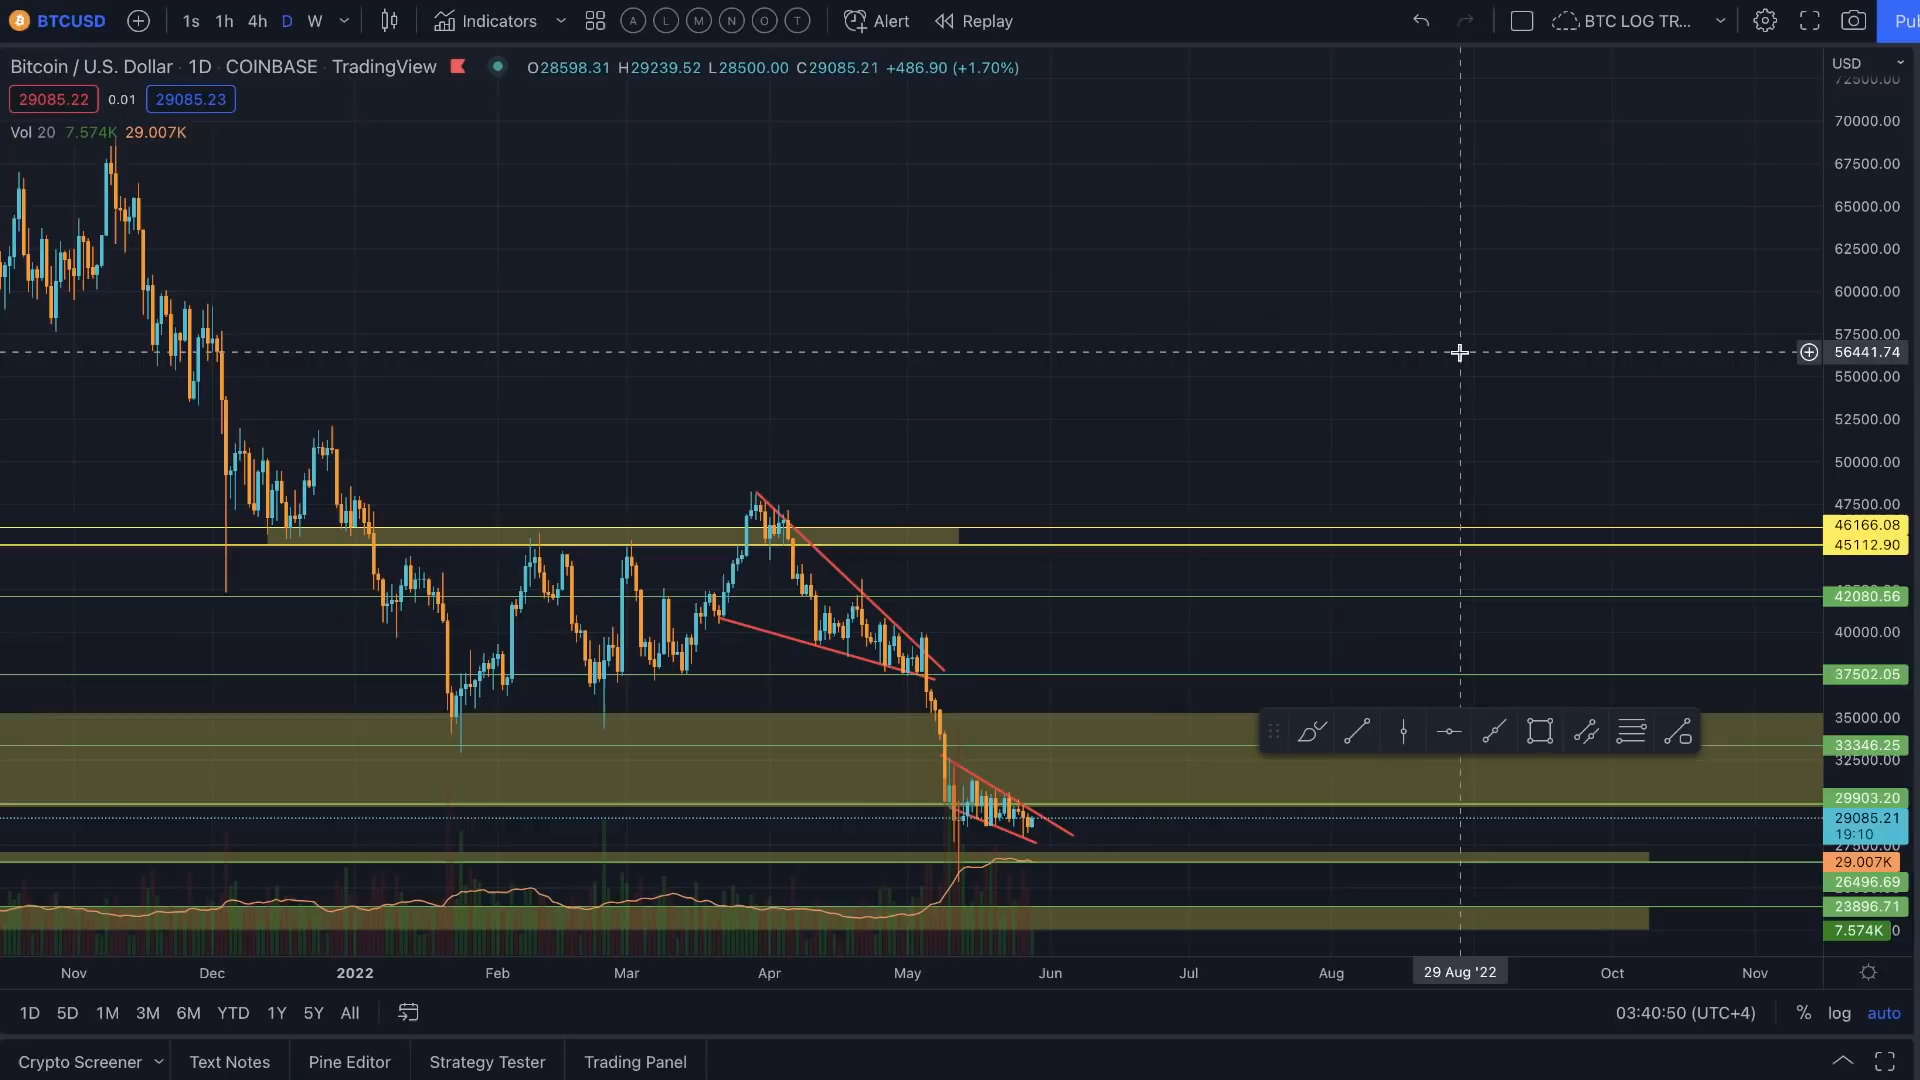 BTCUSD 1s 1h 4h D W Indicators A L M N O T Alert Replay BTC LOG TR... Pu
Bitcoin / U.S. Dollar · 1D · COINBASE · TradingView O28598.31 H29239.52 L28500.00 C29085.21 +486.90 (+1.70%) USD
72500.00
29085.22 0.01 29085.23
70000.00
Vol 20 7.574K 29.007K
67500.00
65000.00
62500.00
60000.00
57500.00
56441.74
55000.00
52500.00
50000.00
47500.00
46166.08
45112.90
42080.56
40000.00
37502.05
35000.00
33346.25
32500.00
29903.20
29085.21
19:10
27500.00
29.007K
26496.69
23896.71
7.574K 0
Nov Dec 2022 Feb Mar Apr May Jun Jul Aug 29 Aug '22 Oct Nov
1D 5D 1M 3M 6M YTD 1Y 5Y All 03:40:50 (UTC+4) % log auto
Crypto Screener Text Notes Pine Editor Strategy Tester Trading Panel